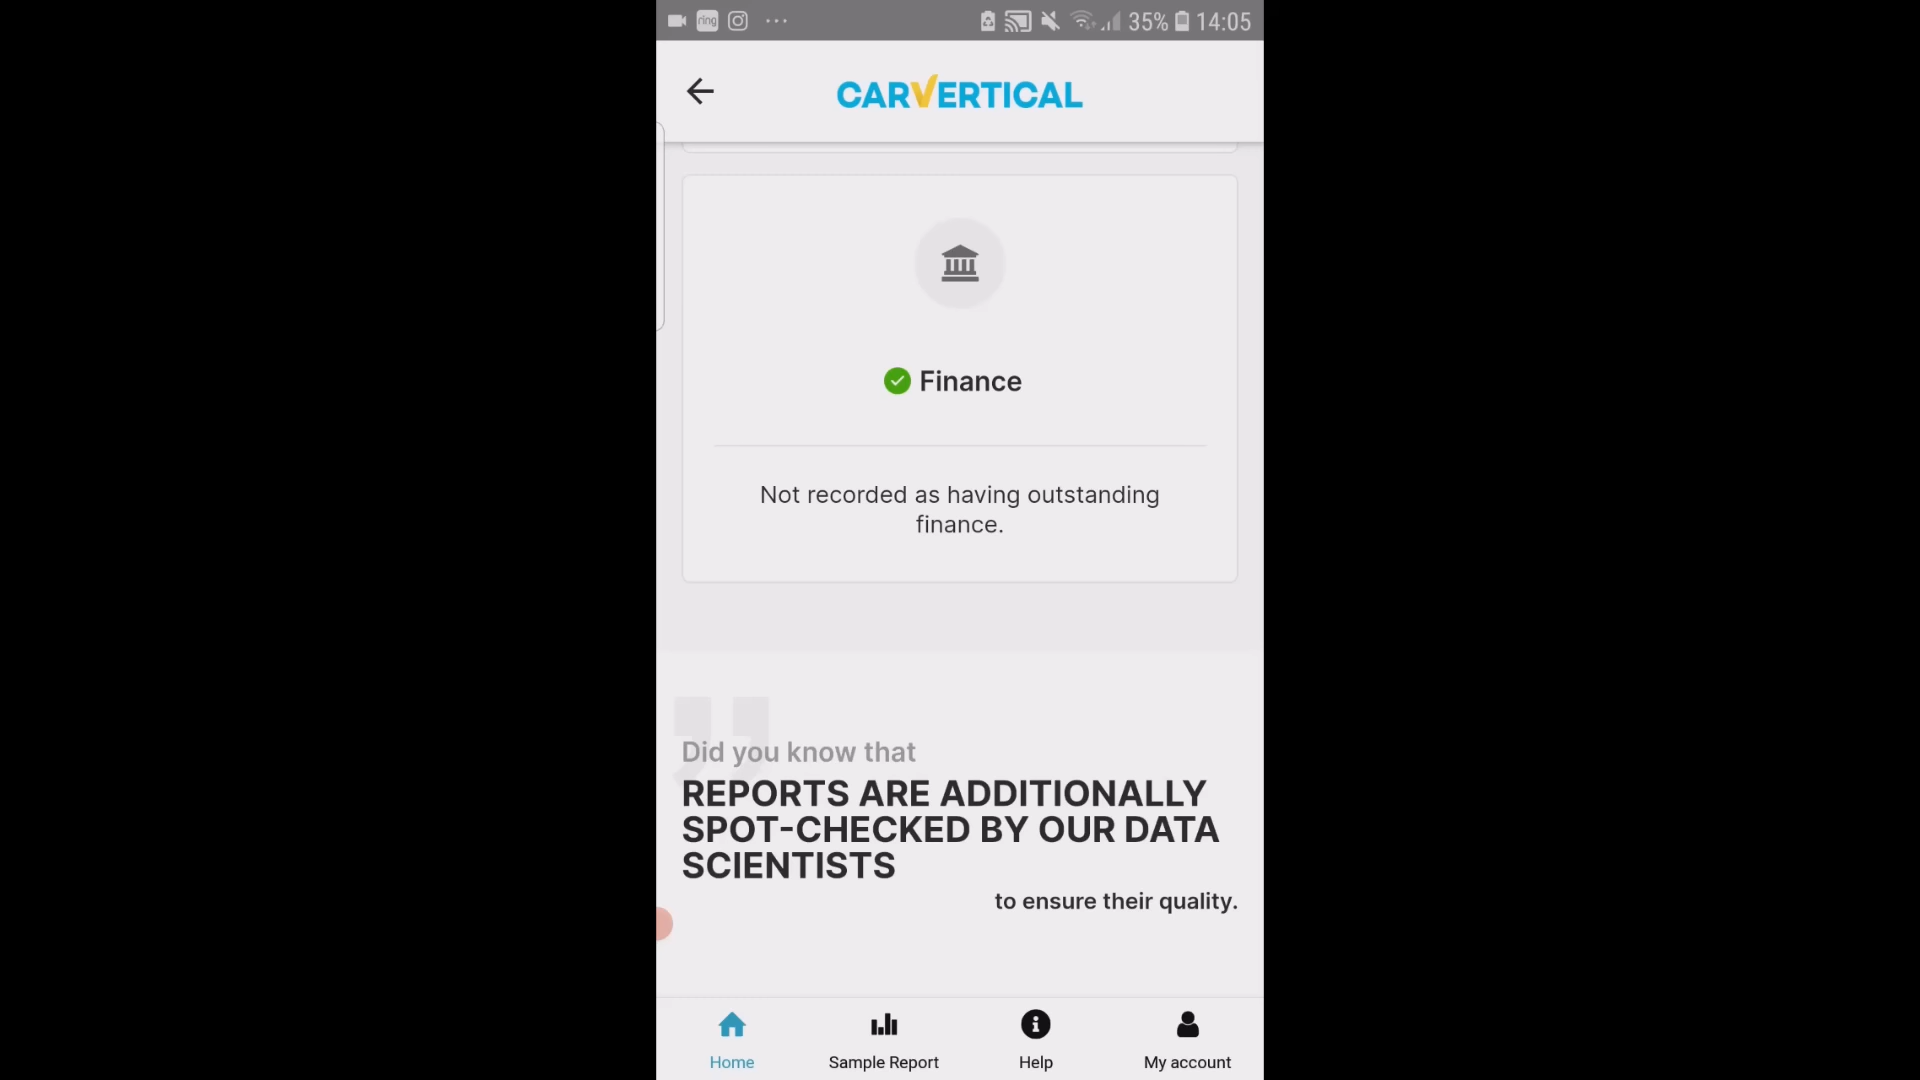 ring 35% 14:05
CARVERTICAL
Finance
Not recorded as having outstanding
finance.
Did you know that
REPORTS ARE ADDITIONALLY
SPOT-CHECKED BY OUR DATA
SCIENTISTS
to ensure their quality.
Home Sample Report Help My account